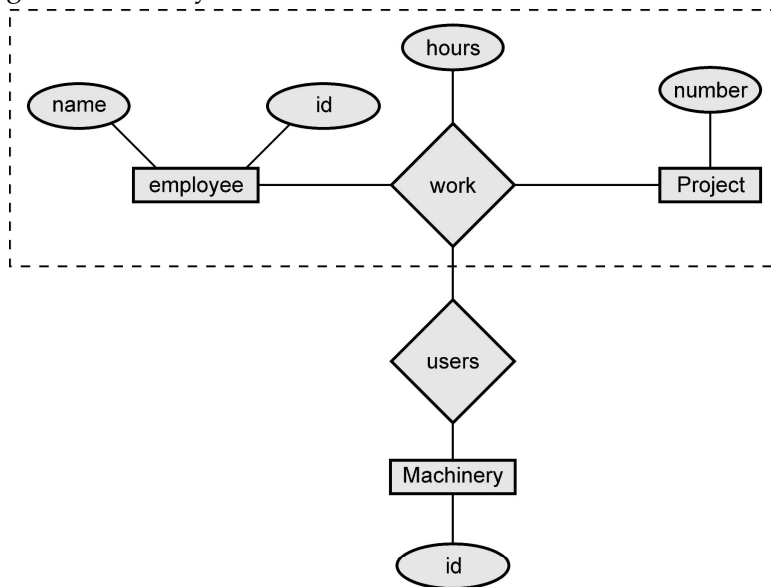 hours
name
id
number
employee
work
Project
users
Machinery
id